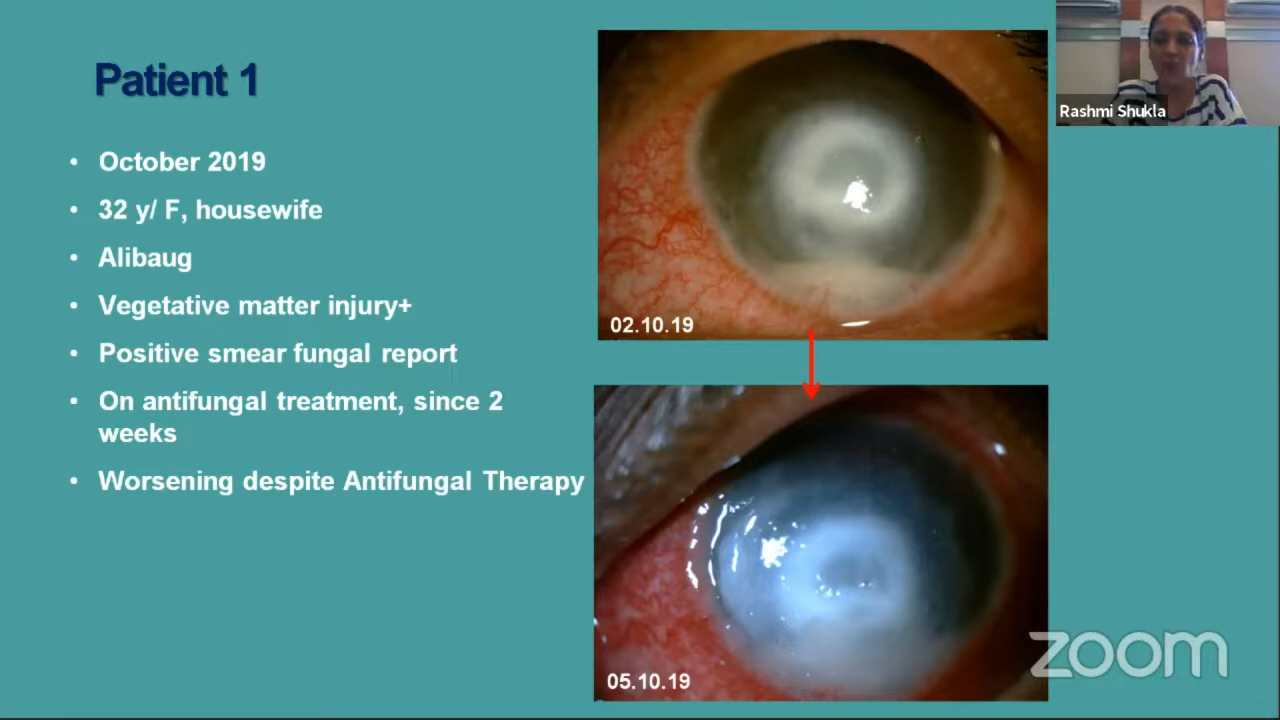 Patient 1
• October 2019
• 32 y/ F, housewife
• Alibaug
• Vegetative matter injury+
• Positive smear fungal report
• On antifungal treatment, since 2
weeks
• Worsening despite Antifungal Therapy
02.10.19
05.10.19
Rashmi Shukla
zoom